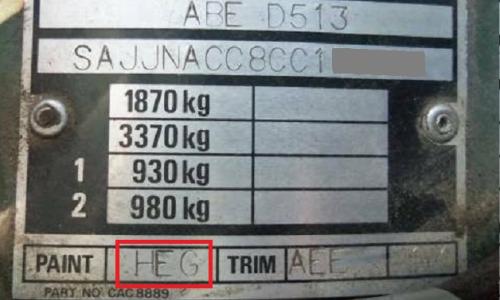 ABE D513
SAJJNACC8CC1
1870 kg
3370 kg
1 930 kg
2 980 kg
PAINT HEG TRIM AEE
PART NO CAC 8889